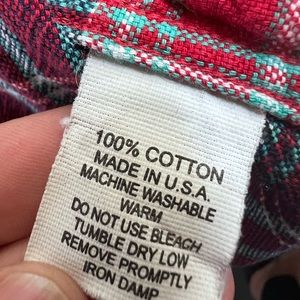 100% COTTON
MADE IN U.S.A.
MACHINE WASHABLE
WARM
DO NOT USE BLEACH
TUMBLE DRY LOW
REMOVE PROMPTLY
IRON DAMP